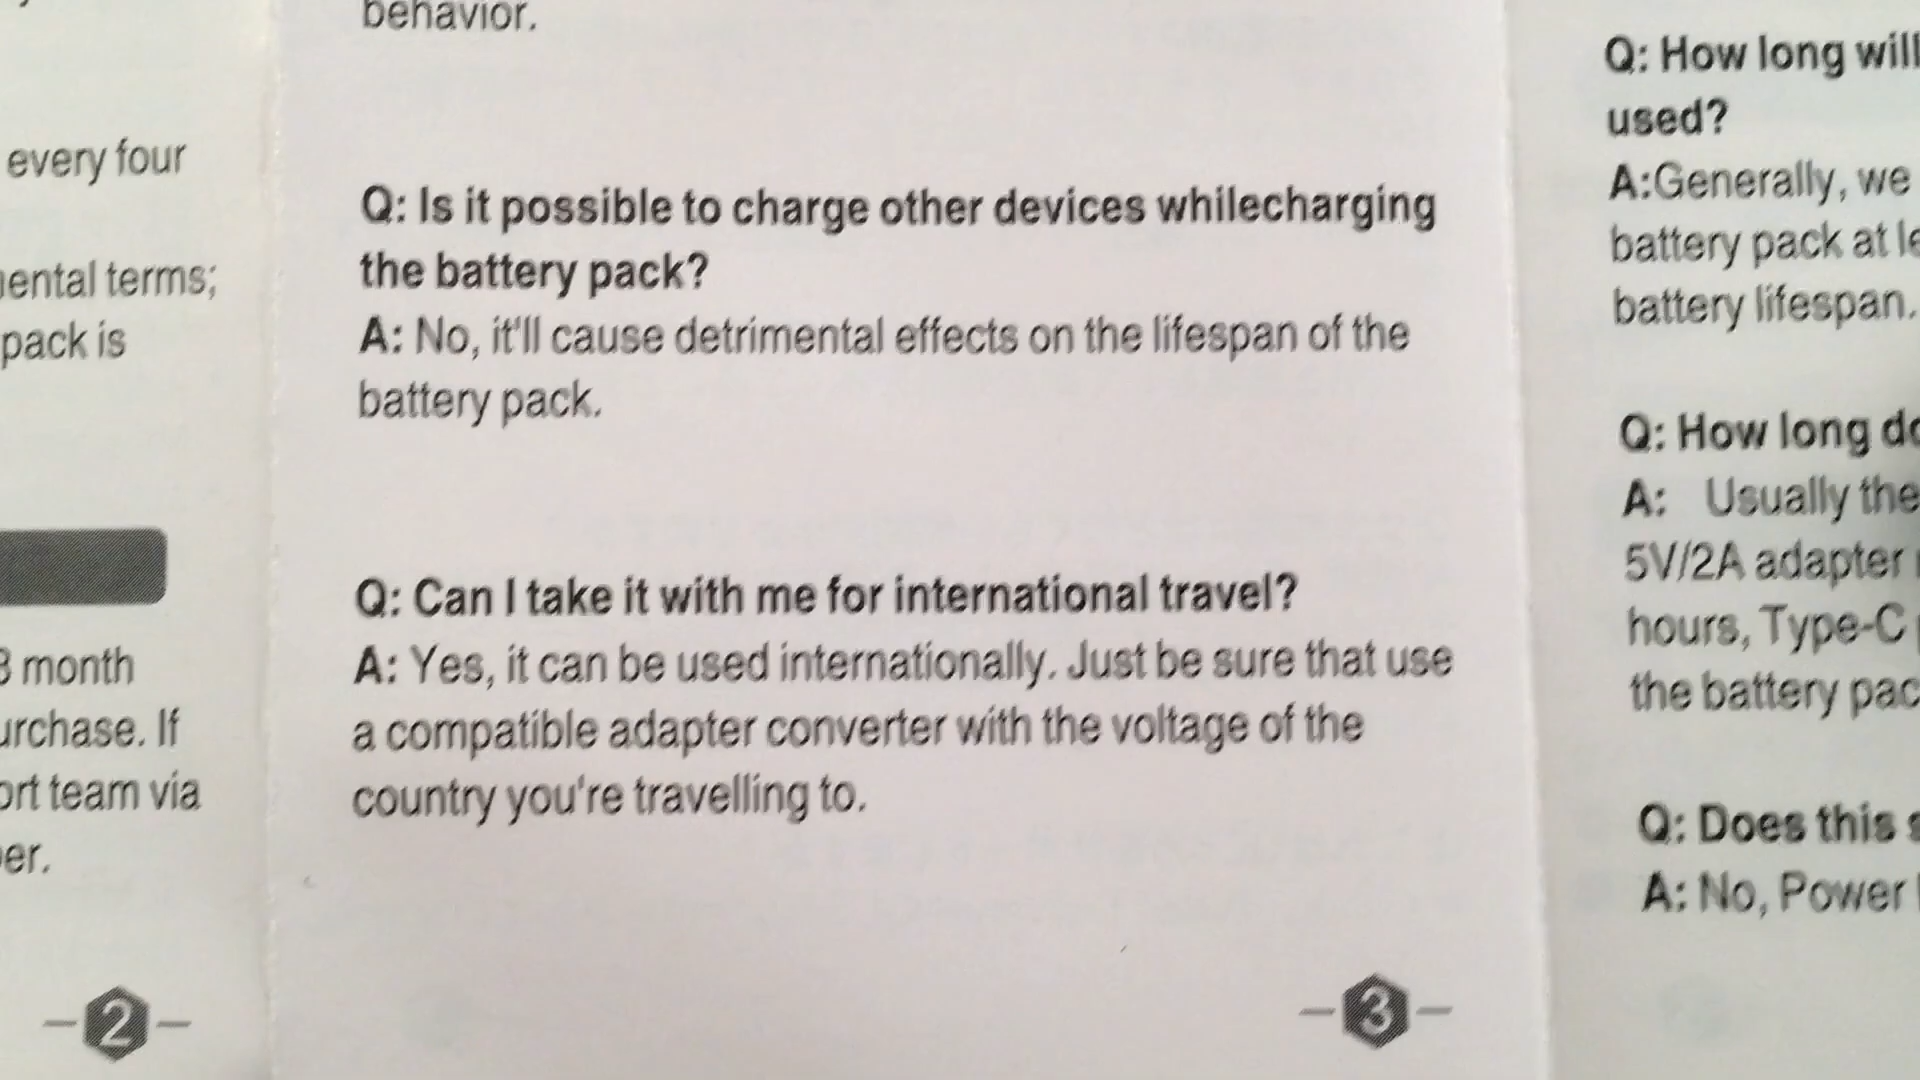 every four
ental terms;
pack is
month
urchase. If
ort team via
er.
2
behavior.
Q: Is it possible to charge other devices whilecharging
the battery pack?
A: No, it'll cause detrimental effects on the lifespan of the
battery pack.
Q: Can I take it with me for international travel?
A: Yes, it can be used internationally. Just be sure that use
a compatible adapter converter with the voltage of the
country you're travelling to.
3
Q: How long will
used?
A:Generally, we
battery pack at le
battery lifespan.
Q: How long do
A: Usually the
5V/2A adapter
hours, Type-C
the battery pac
Q: Does this s
A: No, Power